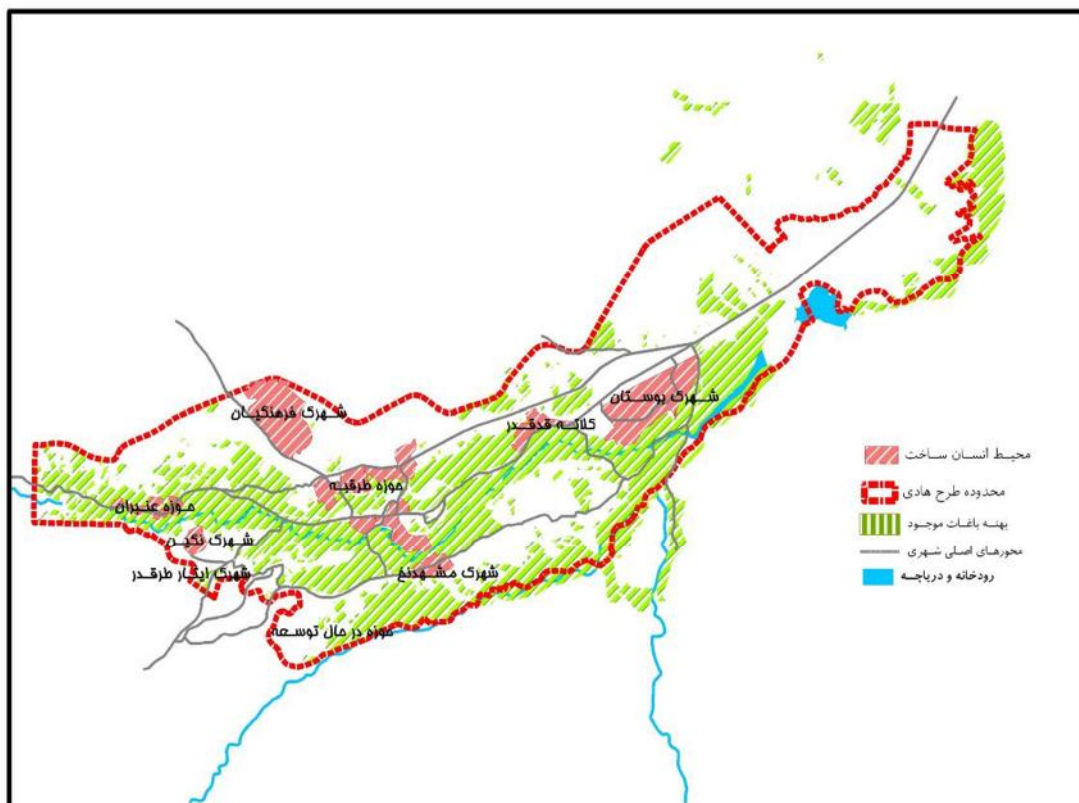 شهرک بوستان
کلاته قدقدر
شهرک فرهنگیان
حوزه طرقبه
حوزه عنبران
شهرک نگین
شهرک ایثار طرقدر
شهرک مشهدنخ
حوزه در حال توسعه
محیط انسان ساخت
محدوده طرح هادی
پهنه باغات موجود
محورهای اصلی شهری
رودخانه و دریاچه